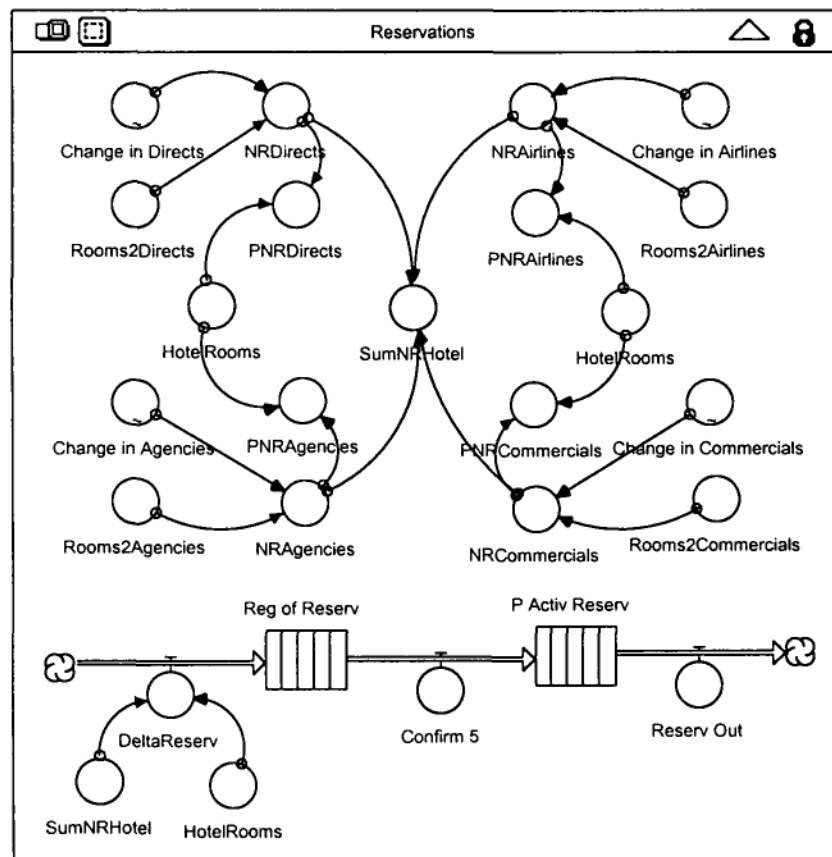 Reservations
Change in Directs
NRDirects
NRAirlines
Change in Airlines
Rooms2Directs
PNRDirects
PNRAirlines
Rooms2Airlines
HotelRooms
SumNRHotel
HotelRooms
Change in Agencies
PNRAgencies
PNRCommercials
Change in Commercials
Rooms2Agencies
NRAgencies
NRCommercials
Rooms2Commercials
Reg of Reserv
P Activ Reserv
DeltaReserv
Confirm 5
Reserv Out
SumNRHotel
HotelRooms